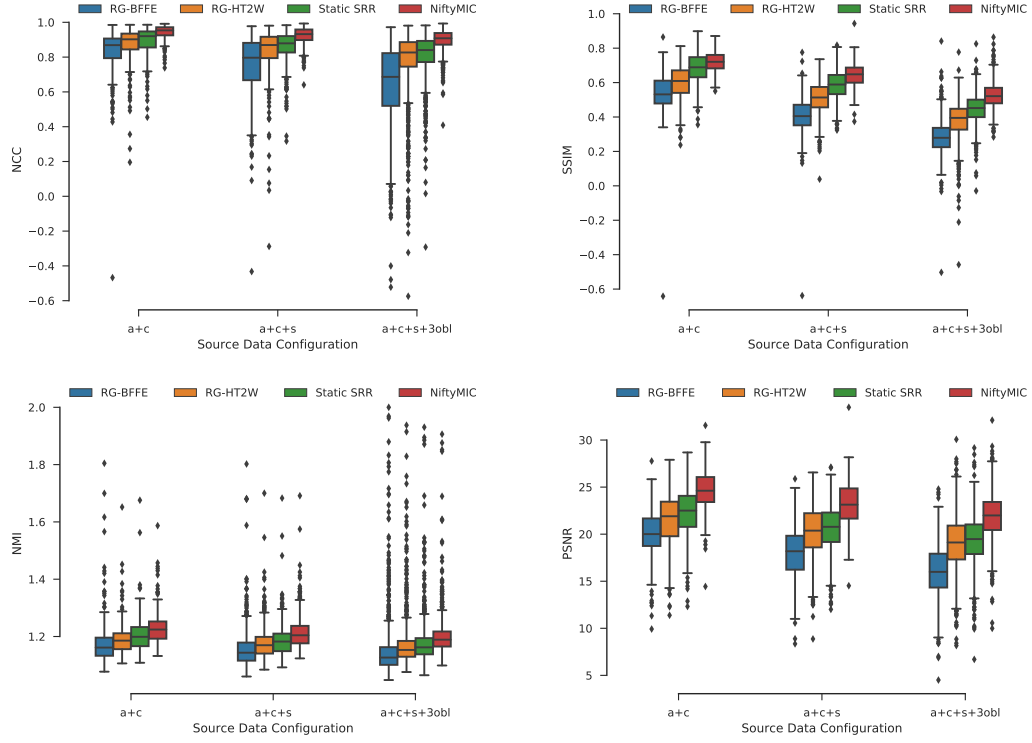 RG-BFFE RG-HT2W Static SRR NiftyMIC
1.0
0.8
0.6
0.4
0.2
0.0
−0.2
−0.4
−0.6
NCC
a+c a+c+s a+c+s+3obl
Source Data Configuration
RG-BFFE RG-HT2W Static SRR NiftyMIC
1.0
0.8
0.6
0.4
0.2
0.0
−0.2
−0.4
−0.6
SSIM
a+c a+c+s a+c+s+3obl
Source Data Configuration
RG-BFFE RG-HT2W Static SRR NiftyMIC
2.0
1.8
1.6
1.4
1.2
NMI
a+c a+c+s a+c+s+3obl
Source Data Configuration
RG-BFFE RG-HT2W Static SRR NiftyMIC
30
25
20
15
10
5
PSNR
a+c a+c+s a+c+s+3obl
Source Data Configuration